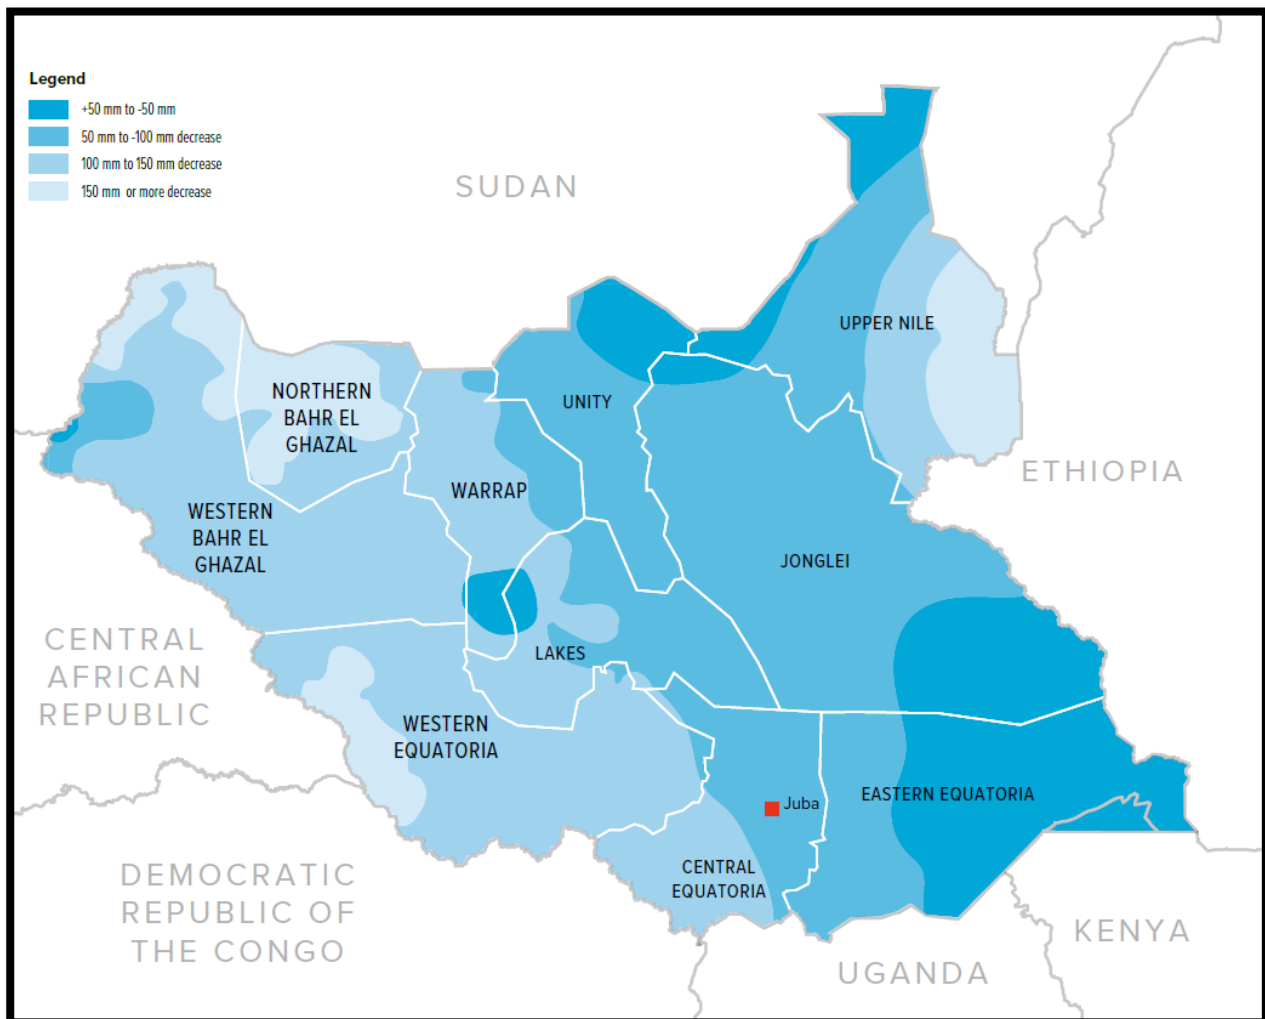 Legend
+50 mm to -50 mm
50 mm to -100 mm decrease
100 mm to 150 mm decrease
150 mm or more decrease
SUDAN
UPPER NILE
NORTHERN
BAHR EL
GHAZAL
UNITY
ETHIOPIA
WARRAP
WESTERN
BAHR EL
GHAZAL
JONGLEI
CENTRAL
AFRICAN
REPUBLIC
LAKES
WESTERN
EQUATORIA
EASTERN EQUATORIA
Juba
CENTRAL
EQUATORIA
DEMOCRATIC
REPUBLIC OF
THE CONGO
KENYA
UGANDA